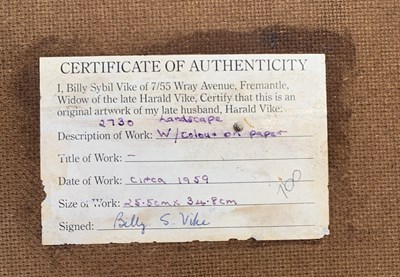 CERTIFICATE OF AUTHENTICITY
I, Billy Sybil Vike of 7/55 Wray Avenue, Fremantle,
Widow of the late Harald Vike, Certify that this is an
original artwork of my late husband, Harald Vike:
2730 Landscape
Description of Work: W/colour on paper
Title of Work: –
Date of Work: Circa 1959
Size of Work: 25.5cm x 34.8cm
700
Signed: Billy S. Vike